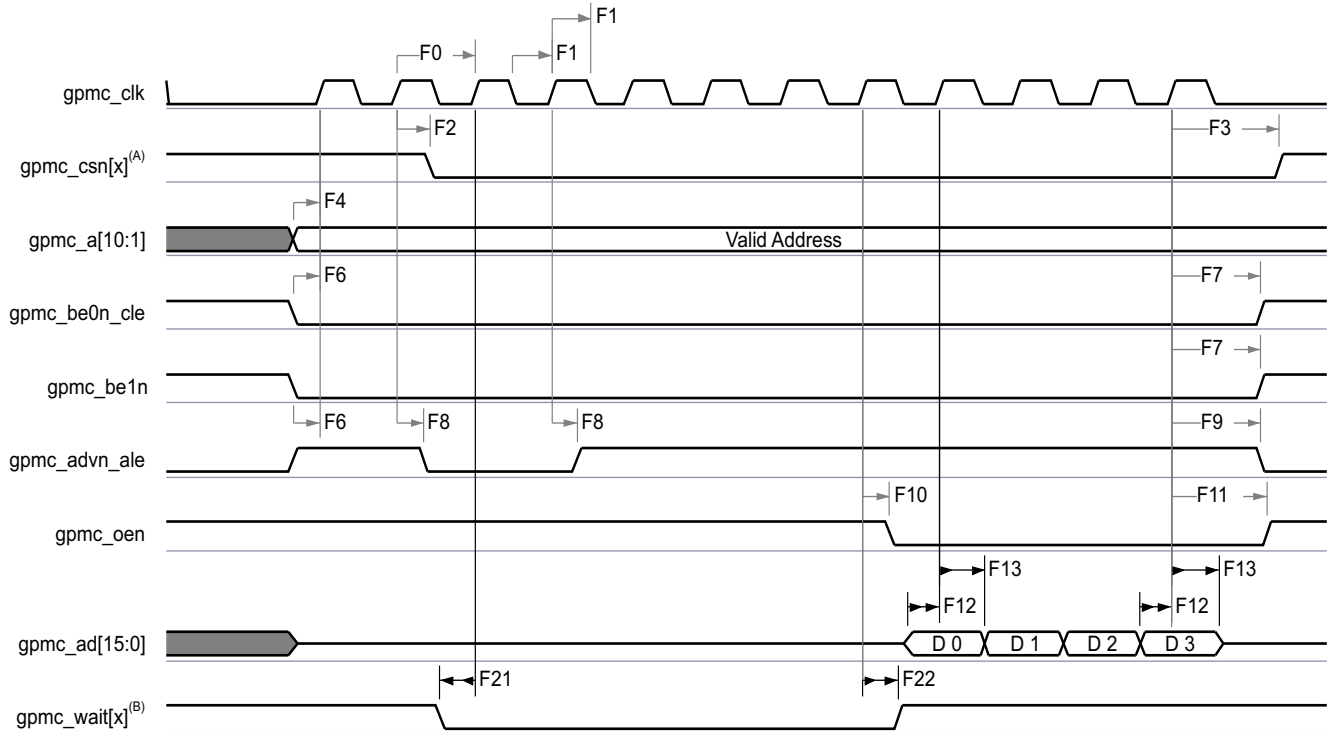 F1
F0 F1
gpmc_clk
F2 F3
gpmc_csn[x](A)
F4
gpmc_a[10:1] Valid Address
F6 F7
gpmc_be0n_cle
F7
gpmc_be1n
F6 F8 F8 F9
gpmc_advn_ale
F10 F11
gpmc_oen
F13 F13
F12 F12
gpmc_ad[15:0] D 0 D 1 D 2 D 3
F21 F22
gpmc_wait[x](B)